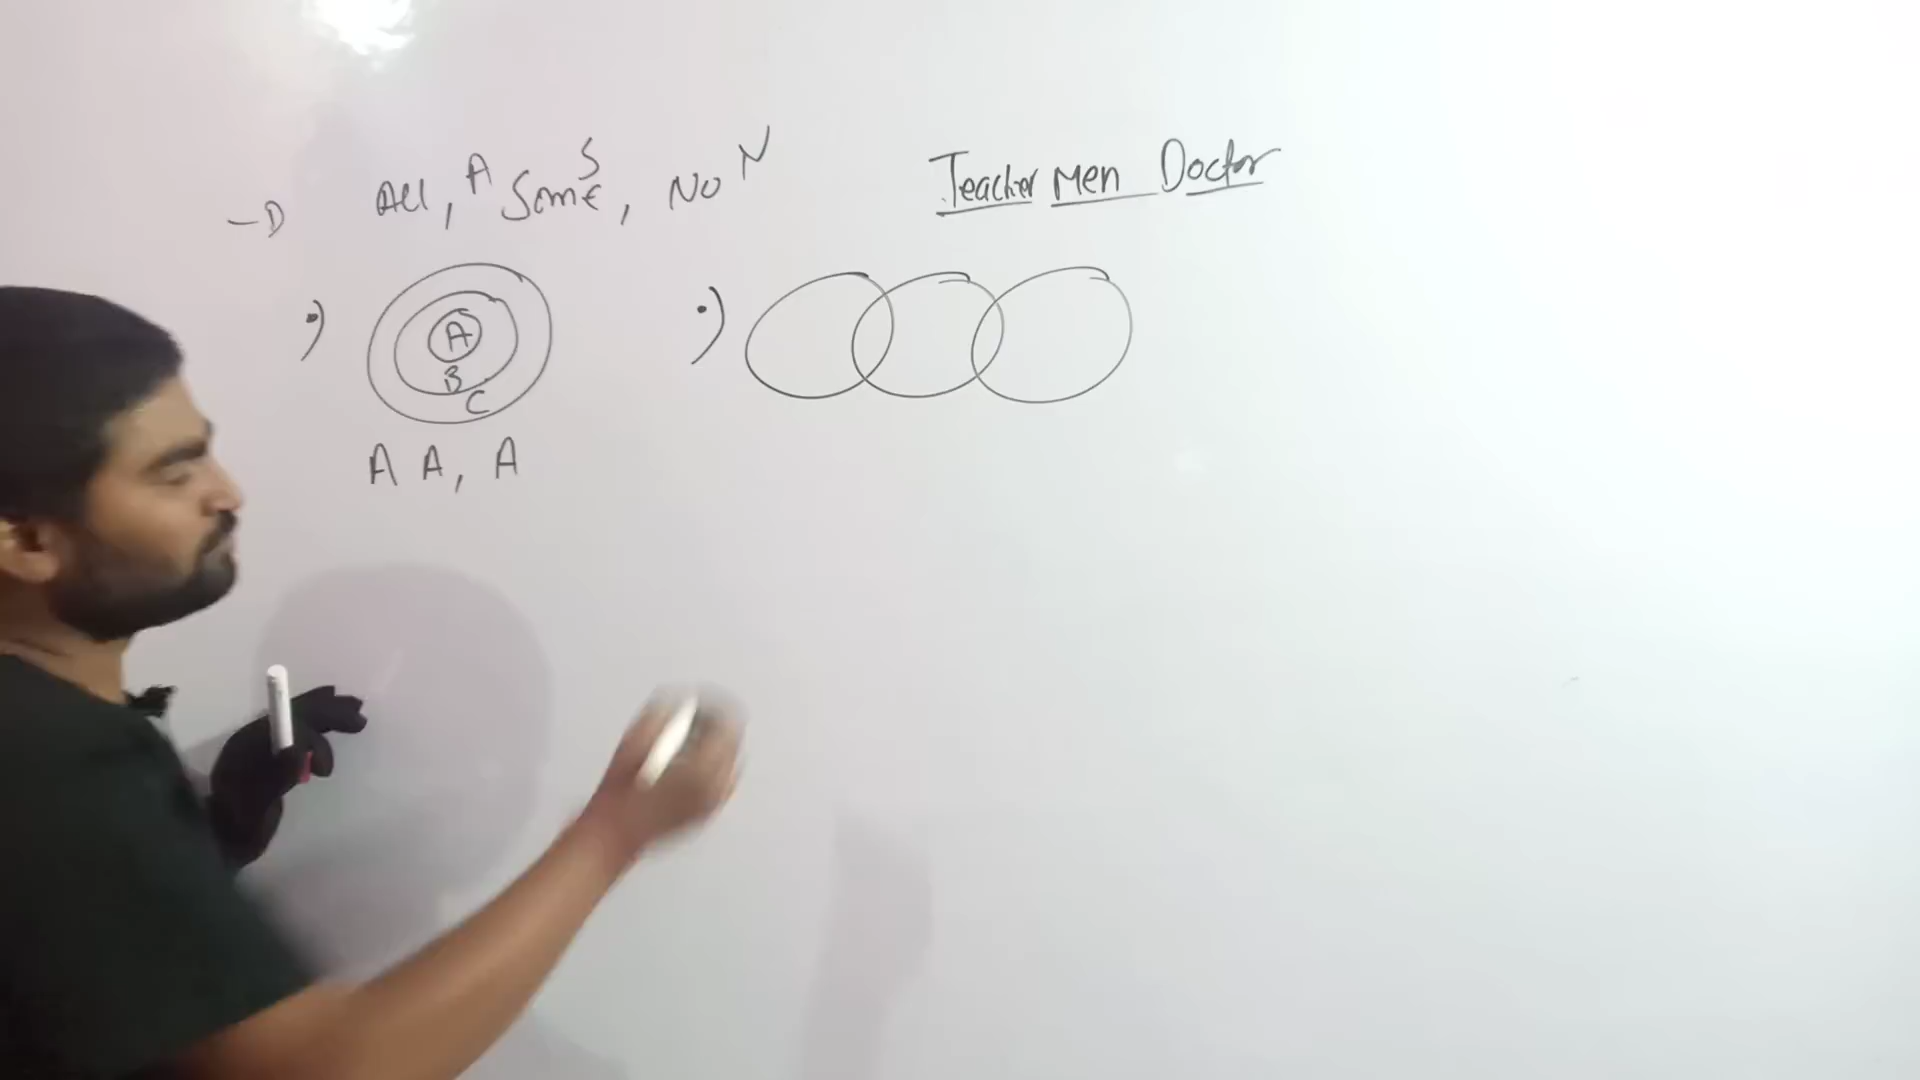 All, A Some S, No N
Teacher Men Doctor
A
B
C
A A, A